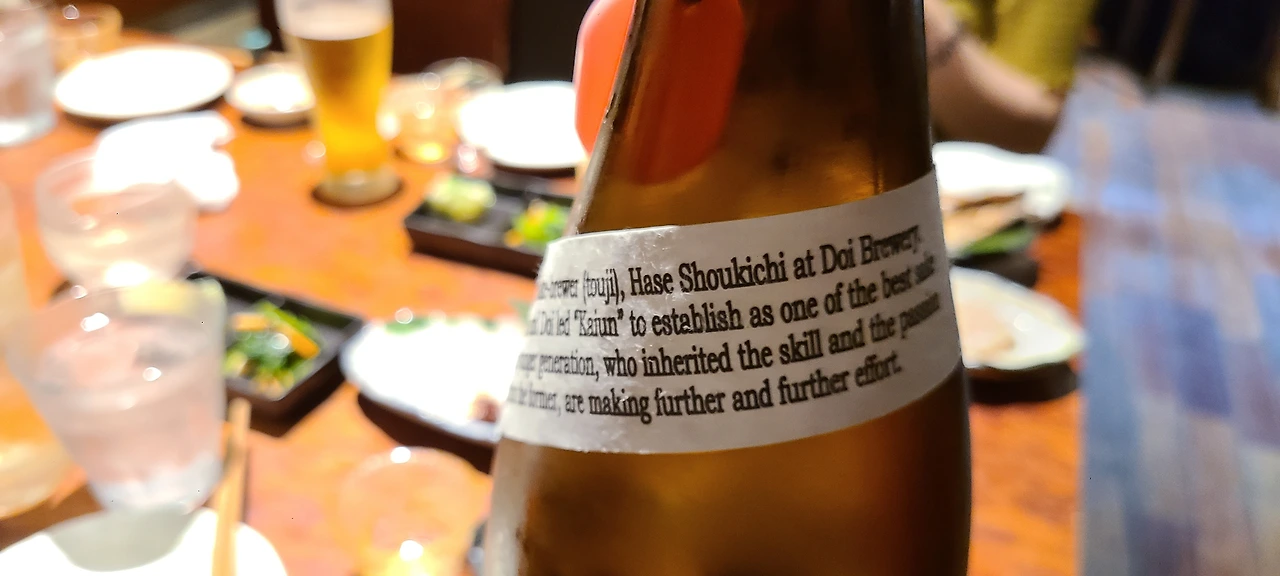 (touji), Hase Shoukichi at Doi Brewery.
Doi led "Kaiun" to establish as one of the best sake
generation, who inherited the skill and the passion
former, are making further and further effort.